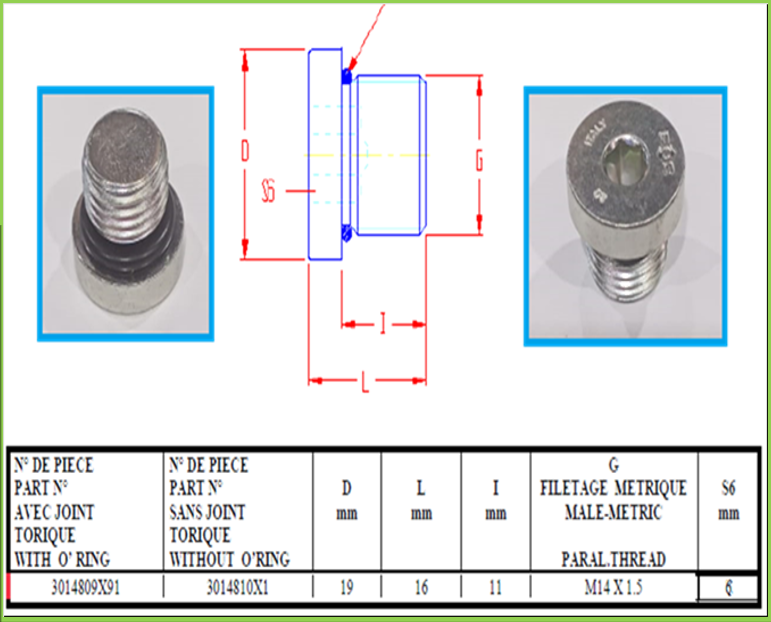 D
S6
G
I
L
ITALY
N° DE PIECE
PART N°
AVEC JOINT
TORIQUE
WITH O' RING
N° DE PIECE
PART N°
SANS JOINT
TORIQUE
WITHOUT O'RING
D
mm
L
mm
I
mm
G
FILETAGE METRIQUE
MALE-METRIC
PARAL.THREAD
S6
mm
3014809X91
3014810X1
19
16
11
M14 X 1.5
6